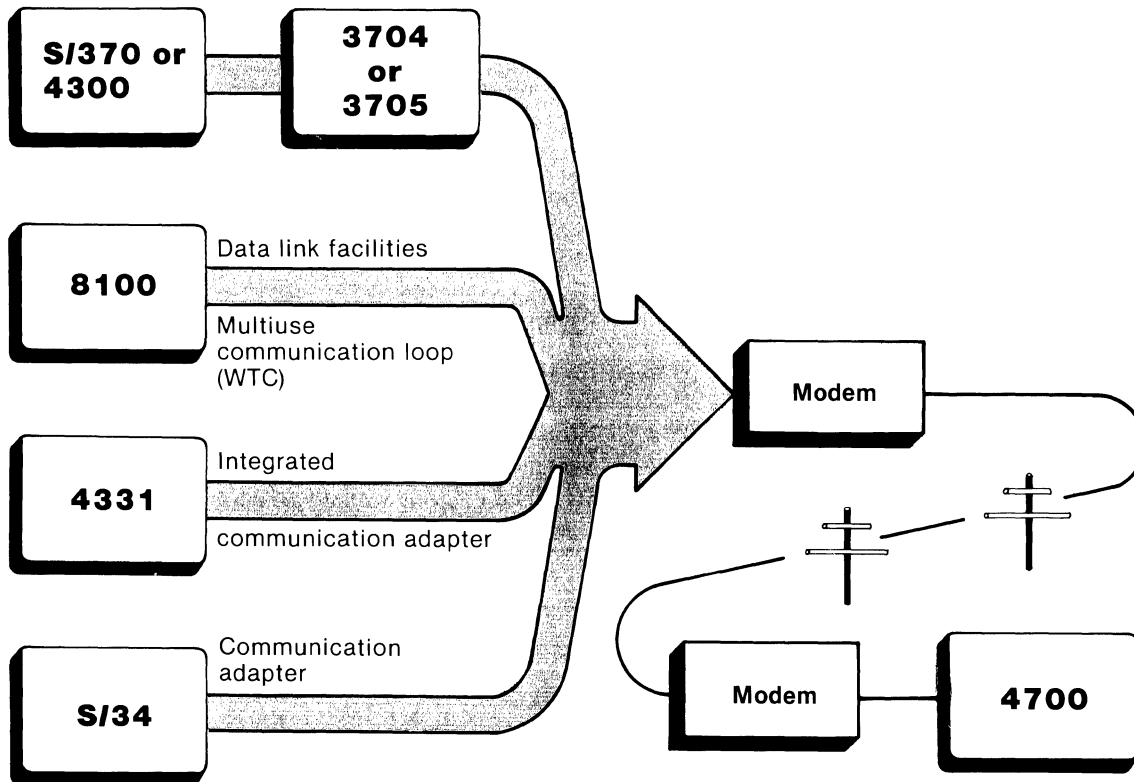 S/370 or
4300
3704
or
3705
8100
Data link facilities
Multiuse
communication loop
(WTC)
4331
Integrated
communication adapter
S/34
Communication
adapter
Modem
Modem
4700